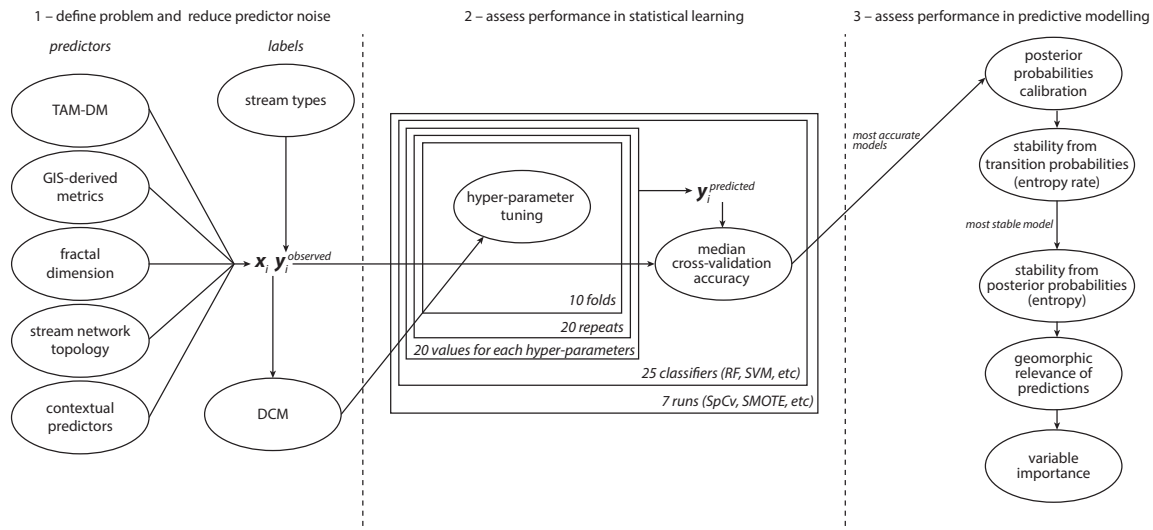 1 – define problem and reduce predictor noise
predictors
labels
TAM-DM
GIS-derived
metrics
fractal
dimension
stream network
topology
contextual
predictors
stream types
x_i y_i^observed
DCM
2 – assess performance in statistical learning
hyper-parameter
tuning
10 folds
20 repeats
20 values for each hyper-parameters
25 classifiers (RF, SVM, etc)
7 runs (SpCv, SMOTE, etc)
y_i^predicted
median
cross-validation
accuracy
3 – assess performance in predictive modelling
most accurate
models
posterior
probabilities
calibration
stability from
transition probabilities
(entropy rate)
most stable model
stability from
posterior probabilities
(entropy)
geomorphic
relevance of
predictions
variable
importance